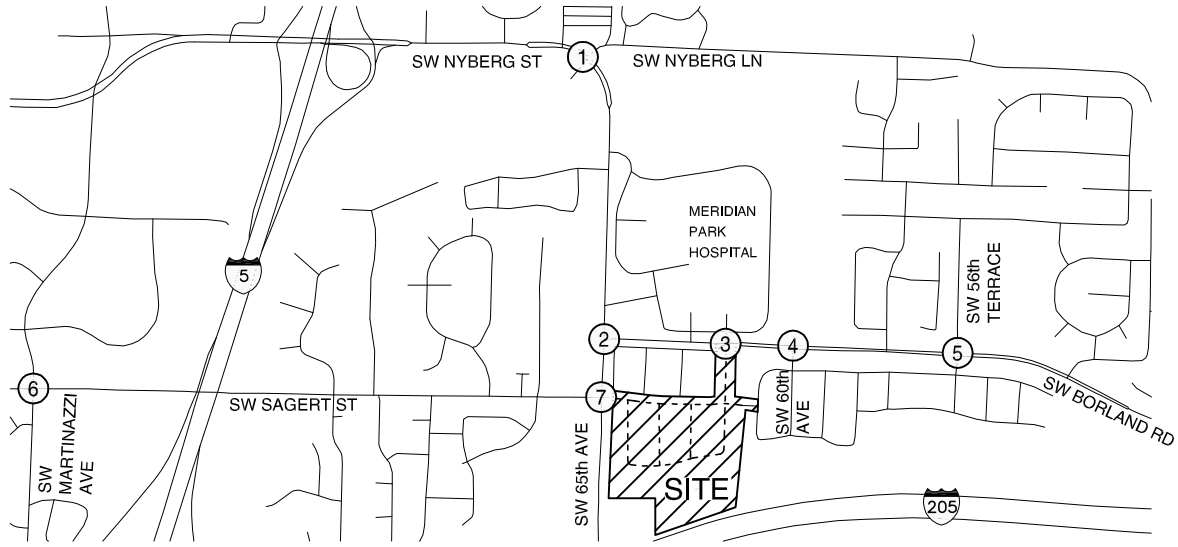 SW NYBERG ST
1
SW NYBERG LN
MERIDIAN
PARK
HOSPITAL
5
SW 56th
TERRACE
2
3
4
5
6
7
SW SAGERT ST
SW 60th
AVE
SW BORLAND RD
SW
MARTINAZZI
AVE
SW 65th AVE
SITE
205